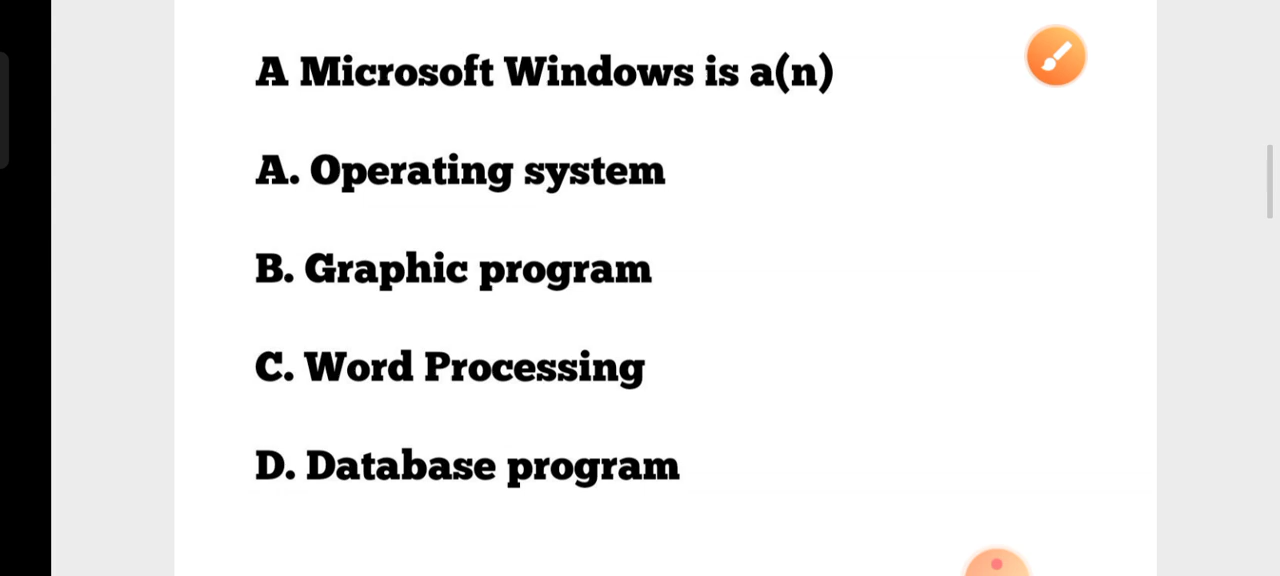 A Microsoft Windows is a(n)
A. Operating system
B. Graphic program
C. Word Processing
D. Database program